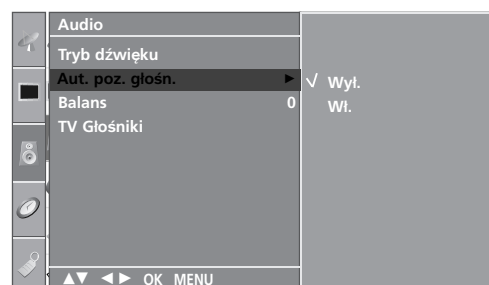 Audio
Tryb dźwięku
Aut. poz. głośn. ►
Balans 0
TV Głośniki
√ Wył.
Wł.
▲▼ ◄► OK MENU